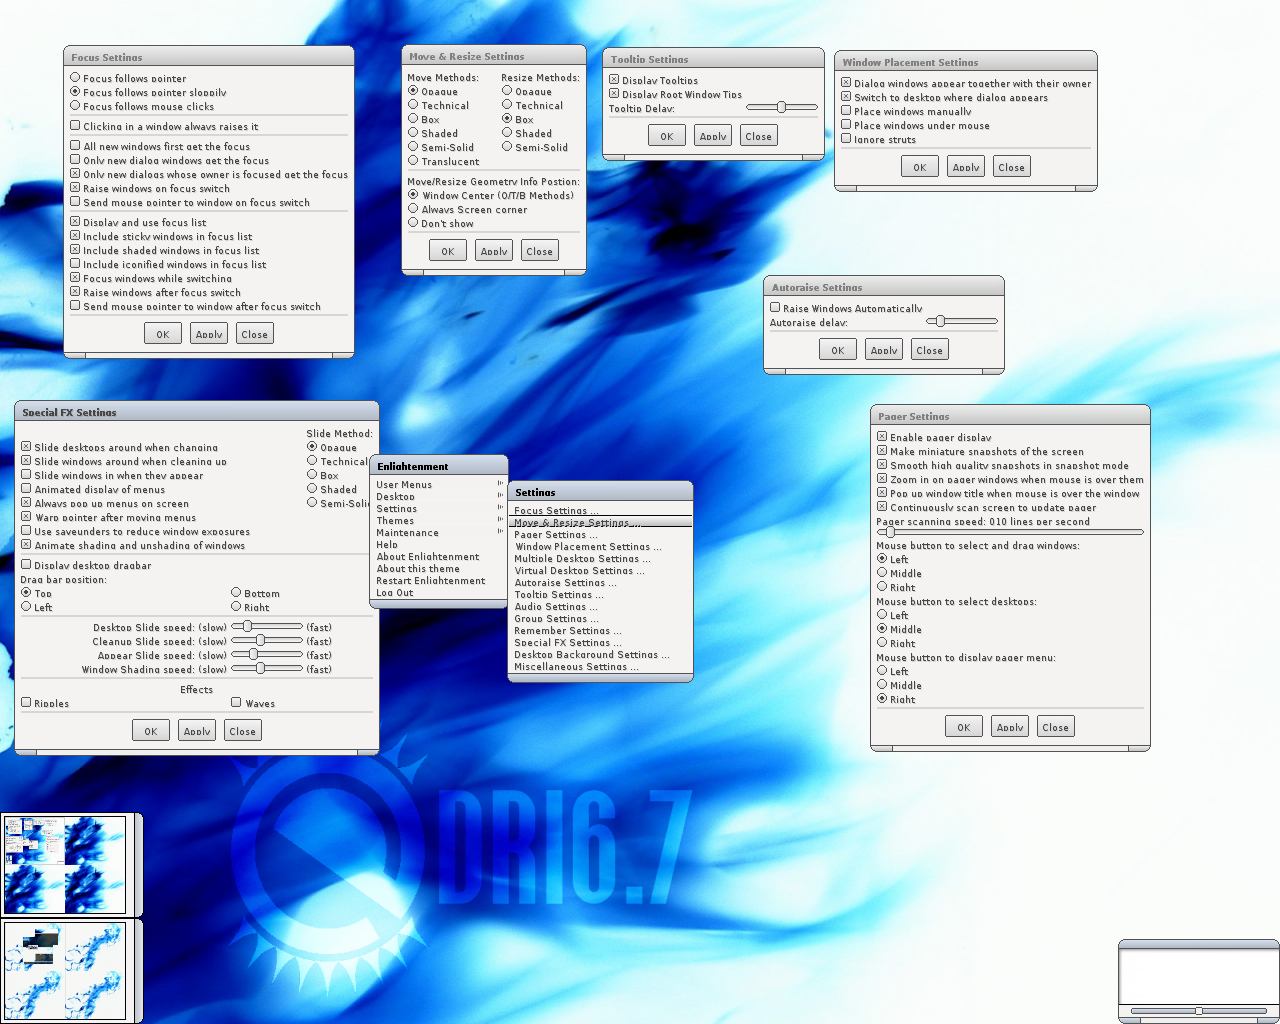 Focus Settings
Focus follows pointer
Focus follows pointer sloppily
Focus follows mouse clicks
Clicking in a window always raises it
All new windows first get the focus
Only new dialog windows get the focus
Only new dialogs whose owner is focused get the focus
Raise windows on focus switch
Send mouse pointer to window on focus switch
Display and use focus list
Include sticky windows in focus list
Include shaded windows in focus list
Include iconified windows in focus list
Focus windows while switching
Raise windows after focus switch
Send mouse pointer to window after focus switch
OK Apply Close
Move & Resize Settings
Move Methods: Resize Methods:
Opaque Opaque
Technical Technical
Box Box
Shaded Shaded
Semi-Solid Semi-Solid
Translucent
Move/Resize Geometry Info Postion:
Window Center (O/T/B Methods)
Always Screen corner
Don't show
OK Apply Close
Tooltip Settings
Display Tooltips
Display Root Window Tips
Tooltip Delay:
OK Apply Close
Window Placement Settings
Dialog windows appear together with their owner
Switch to desktop where dialog appears
Place windows manually
Place windows under mouse
Ignore struts
OK Apply Close
Autoraise Settings
Raise Windows Automatically
Autoraise delay:
OK Apply Close
Special FX Settings
Slide Method:
Slide desktops around when changing Opaque
Slide windows around when cleaning up Technical
Slide windows in when they appear Box
Animated display of menus Shaded
Always pop up menus on screen Semi-Soli
Warp pointer after moving menus
Use saveunders to reduce window exposures
Animate shading and unshading of windows
Display desktop dragbar
Drag bar position:
Top Bottom
Left Right
Desktop Slide speed: (slow) (fast)
Cleanup Slide speed: (slow) (fast)
Appear Slide speed: (slow) (fast)
Window Shading speed: (slow) (fast)
Effects
Ripples Waves
OK Apply Close
Enlightenment
User Menus
Desktop
Settings
Themes
Maintenance
Help
About Enlightenment
About this theme
Restart Enlightenment
Log Out
Settings
Focus Settings ...
Move & Resize Settings ...
Pager Settings ...
Window Placement Settings ...
Multiple Desktop Settings ...
Virtual Desktop Settings ...
Autoraise Settings ...
Tooltip Settings ...
Audio Settings ...
Group Settings ...
Remember Settings ...
Special FX Settings ...
Desktop Background Settings ...
Miscellaneous Settings ...
Pager Settings
Enable pager display
Make miniature snapshots of the screen
Smooth high quality snapshots in snapshot mode
Zoom in on pager windows when mouse is over them
Pop up window title when mouse is over the window
Continuously scan screen to update pager
Pager scanning speed: 010 lines per second
Mouse button to select and drag windows:
Left
Middle
Right
Mouse button to select desktops:
Left
Middle
Right
Mouse button to display pager menu:
Left
Middle
Right
OK Apply Close
DR16.7